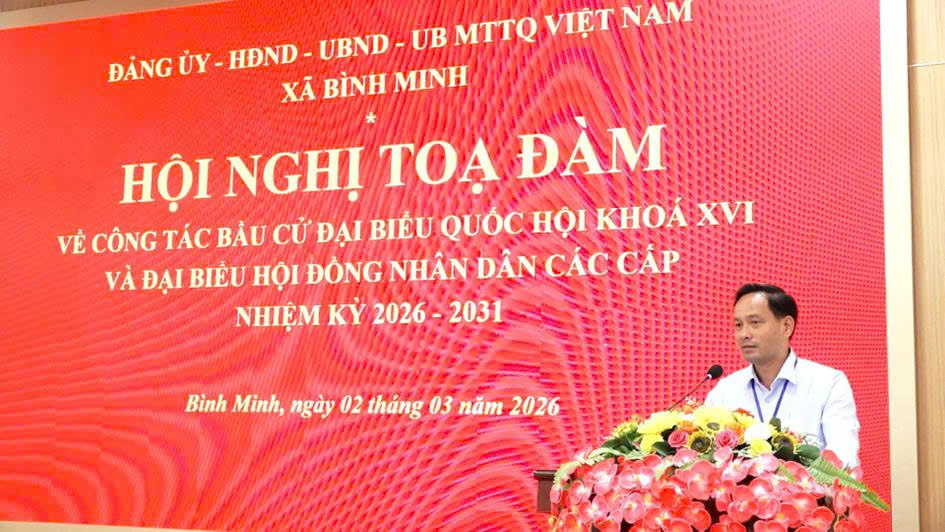 ĐẢNG ỦY - HĐND - UBND - UB MTTQ VIỆT NAM
XÃ BÌNH MINH
*
HỘI NGHỊ TOẠ ĐÀM
VỀ CÔNG TÁC BẦU CỬ ĐẠI BIỂU QUỐC HỘI KHOÁ XVI
VÀ ĐẠI BIỂU HỘI ĐỒNG NHÂN DÂN CÁC CẤP
NHIỆM KỲ 2026 - 2031
Bình Minh, ngày 02 tháng 03 năm 2026